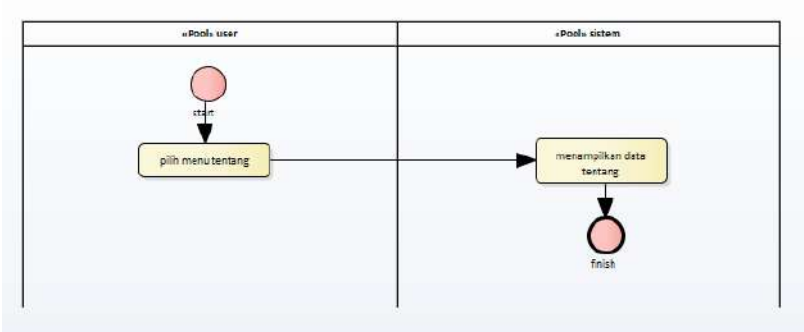 «Pool» user
«Pool» sistem
start
pilih menu tentang
menampilkan data
tentang
finish